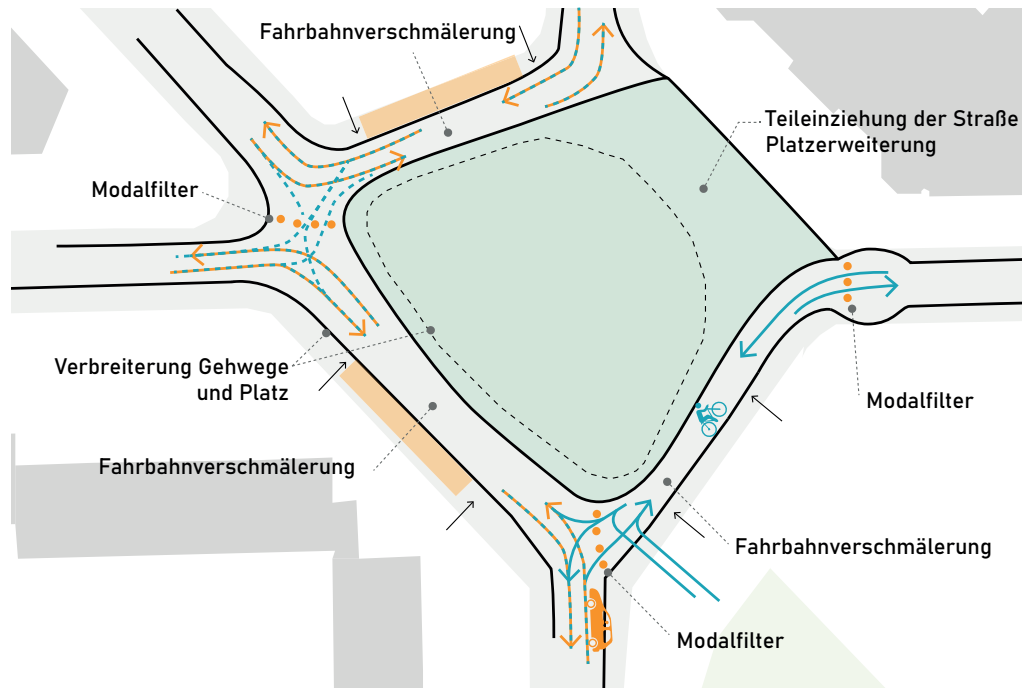 Fahrbahnverschmälerung
Teileinziehung der Straße
Platzerweiterung
Modalfilter
Verbreiterung Gehwege
und Platz
Modalfilter
Fahrbahnverschmälerung
Fahrbahnverschmälerung
Modalfilter